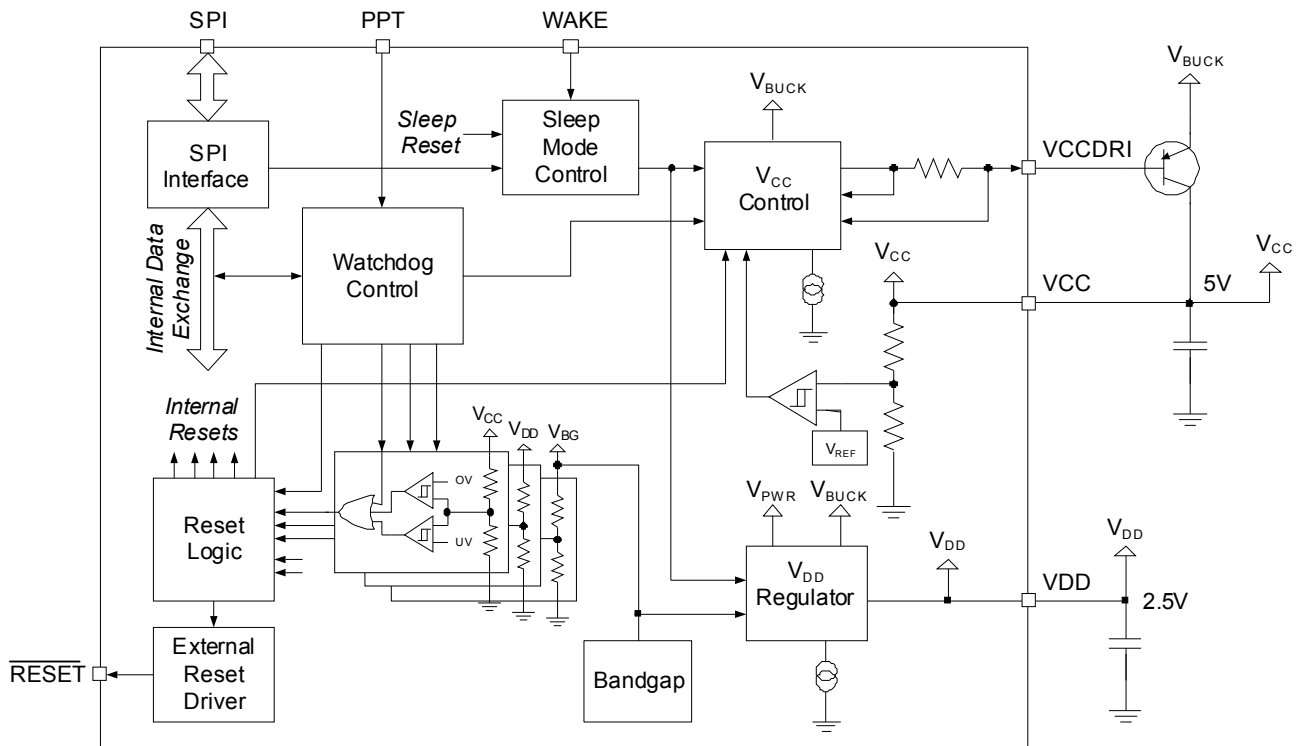 SPI
PPT
WAKE
SPI
Interface
Sleep
Reset
Sleep
Mode
Control
VBUCK
VCC
Control
VCCDRI
VBUCK
Internal Data
Exchange
Watchdog
Control
VCC
VCC
5V
VCC
VREF
Internal
Resets
VCC
VDD
VBG
OV
UV
Reset
Logic
VPWR
VBUCK
VDD
Regulator
VDD
VDD
VDD
2.5V
Bandgap
RESET
External
Reset
Driver